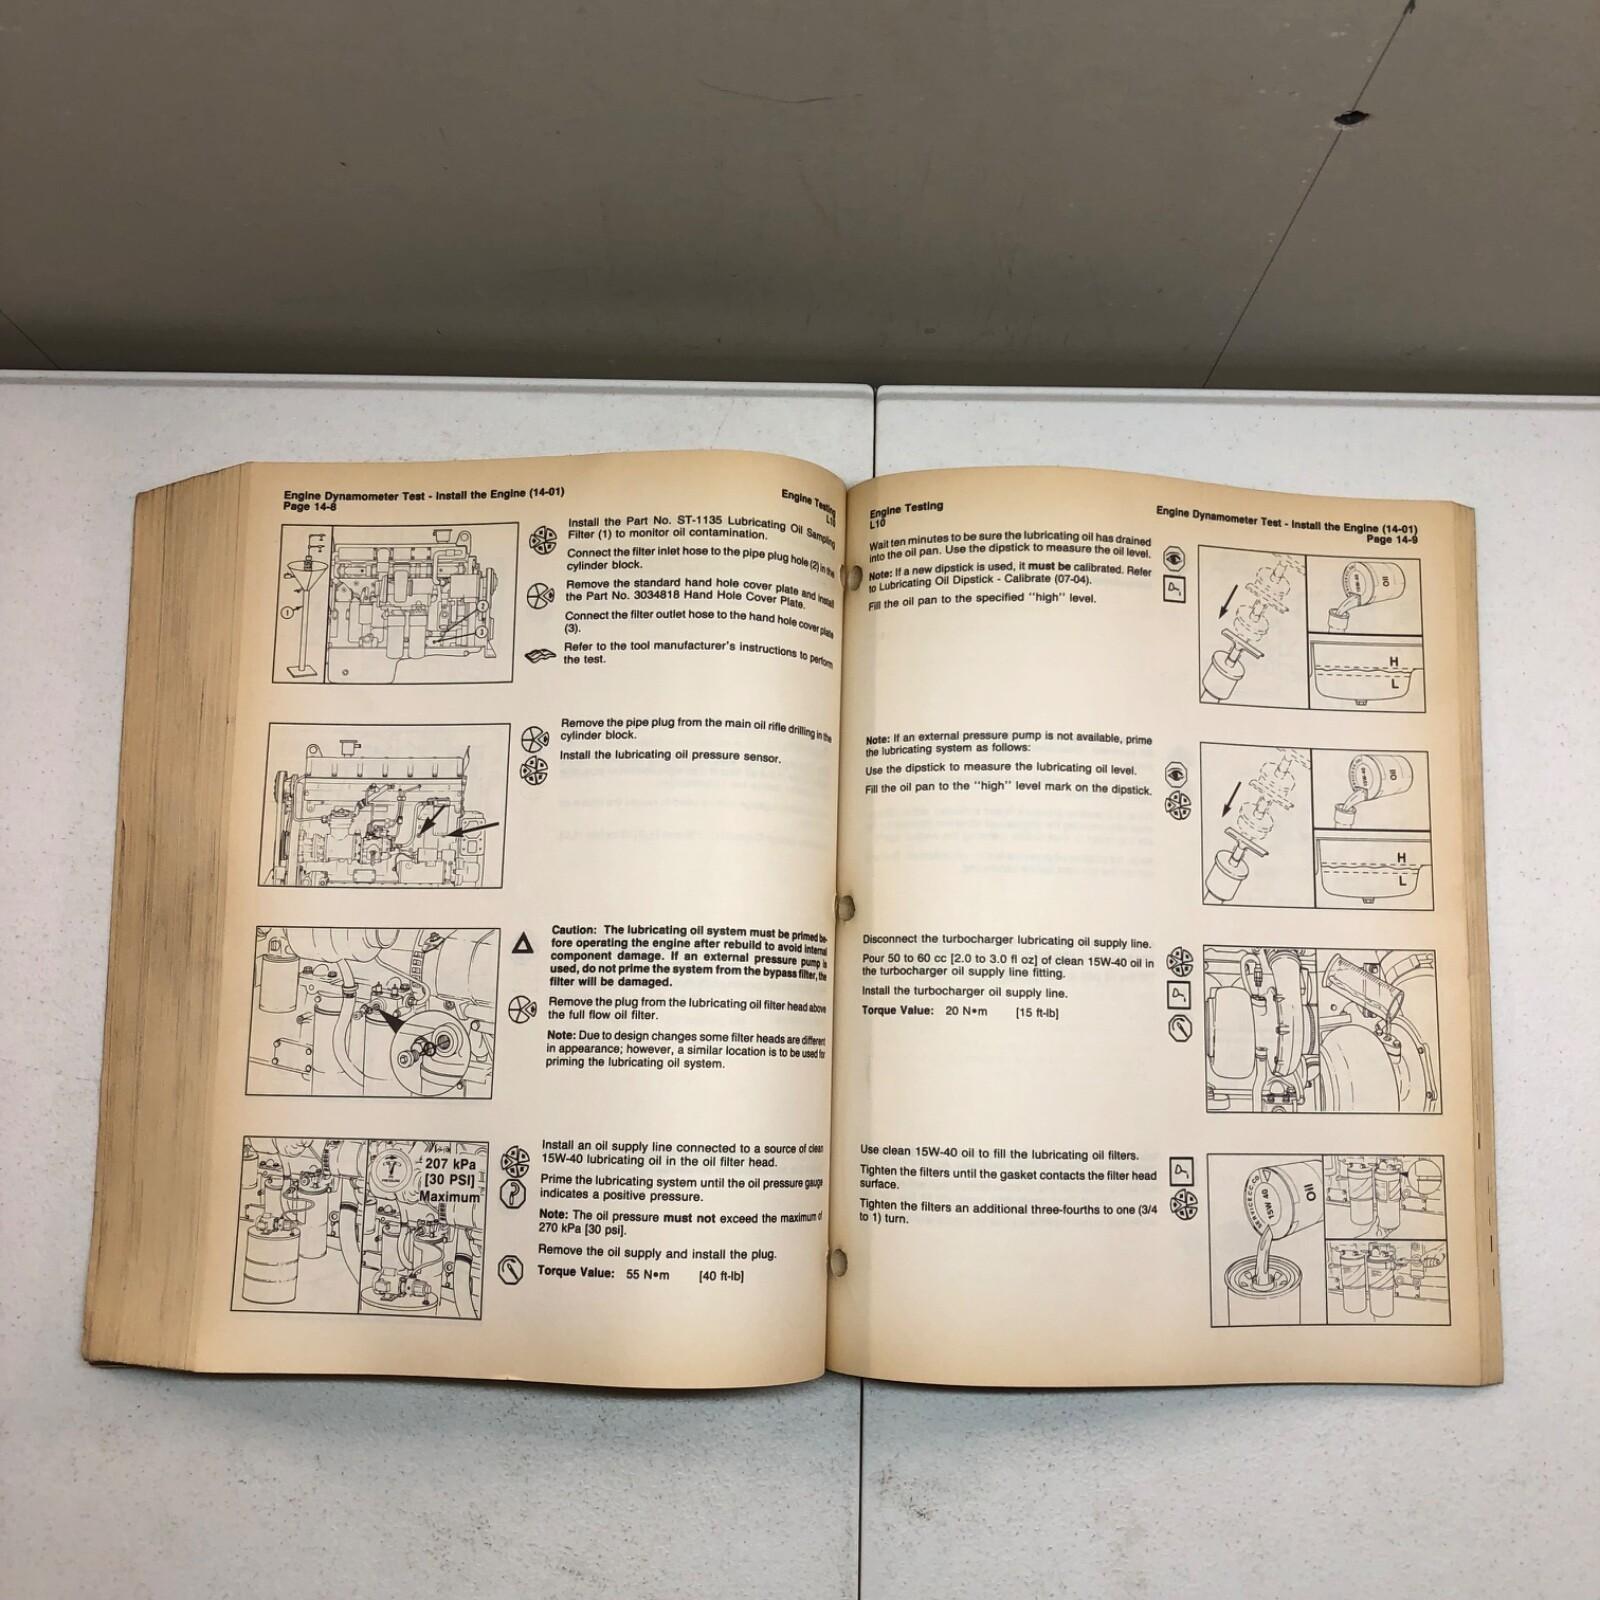 Engine Dynamometer Test - Install the Engine (14-01)
Page 14-8
Engine Testing
L10
Install the Part No. ST-1135 Lubricating Oil Sampling
Filter (1) to monitor oil contamination.
Connect the filter inlet hose to the pipe plug hole (2) in the
cylinder block.
Remove the standard hand hole cover plate and install
the Part No. 3034818 Hand Hole Cover Plate.
Connect the filter outlet hose to the hand hole cover plate
(3).
Refer to the tool manufacturer's instructions to perform
the test.
1
2
3
Remove the pipe plug from the main oil rifle drilling in the
cylinder block.
Install the lubricating oil pressure sensor.
Caution: The lubricating oil system must be primed be-
fore operating the engine after rebuild to avoid internal
component damage. If an external pressure pump is
used, do not prime the system from the bypass filter, the
filter will be damaged.
Remove the plug from the lubricating oil filter head above
the full flow oil filter.
Note: Due to design changes some filter heads are different
in appearance; however, a similar location is to be used for
priming the lubricating oil system.
207 kPa
[30 PSI]
Maximum
Install an oil supply line connected to a source of clean
15W-40 lubricating oil in the oil filter head.
Prime the lubricating system until the oil pressure gauge
indicates a positive pressure.
Note: The oil pressure must not exceed the maximum of
270 kPa [30 psi].
Remove the oil supply and install the plug.
Torque Value: 55 N•m [40 ft-lb]
Engine Testing
L10
Engine Dynamometer Test - Install the Engine (14-01)
Page 14-9
Wait ten minutes to be sure the lubricating oil has drained
into the oil pan. Use the dipstick to measure the oil level.
Note: If a new dipstick is used, it must be calibrated. Refer
to Lubricating Oil Dipstick - Calibrate (07-04).
Fill the oil pan to the specified "high" level.
OIL
H
L
Note: If an external pressure pump is not available, prime
the lubricating system as follows:
Use the dipstick to measure the lubricating oil level.
Fill the oil pan to the "high" level mark on the dipstick.
OIL
H
L
Disconnect the turbocharger lubricating oil supply line.
Pour 50 to 60 cc [2.0 to 3.0 fl oz] of clean 15W-40 oil in
the turbocharger oil supply line fitting.
Install the turbocharger oil supply line.
Torque Value: 20 N•m [15 ft-lb]
Use clean 15W-40 oil to fill the lubricating oil filters.
Tighten the filters until the gasket contacts the filter head
surface.
Tighten the filters an additional three-fourths to one (3/4
to 1) turn.
OIL
15W-40